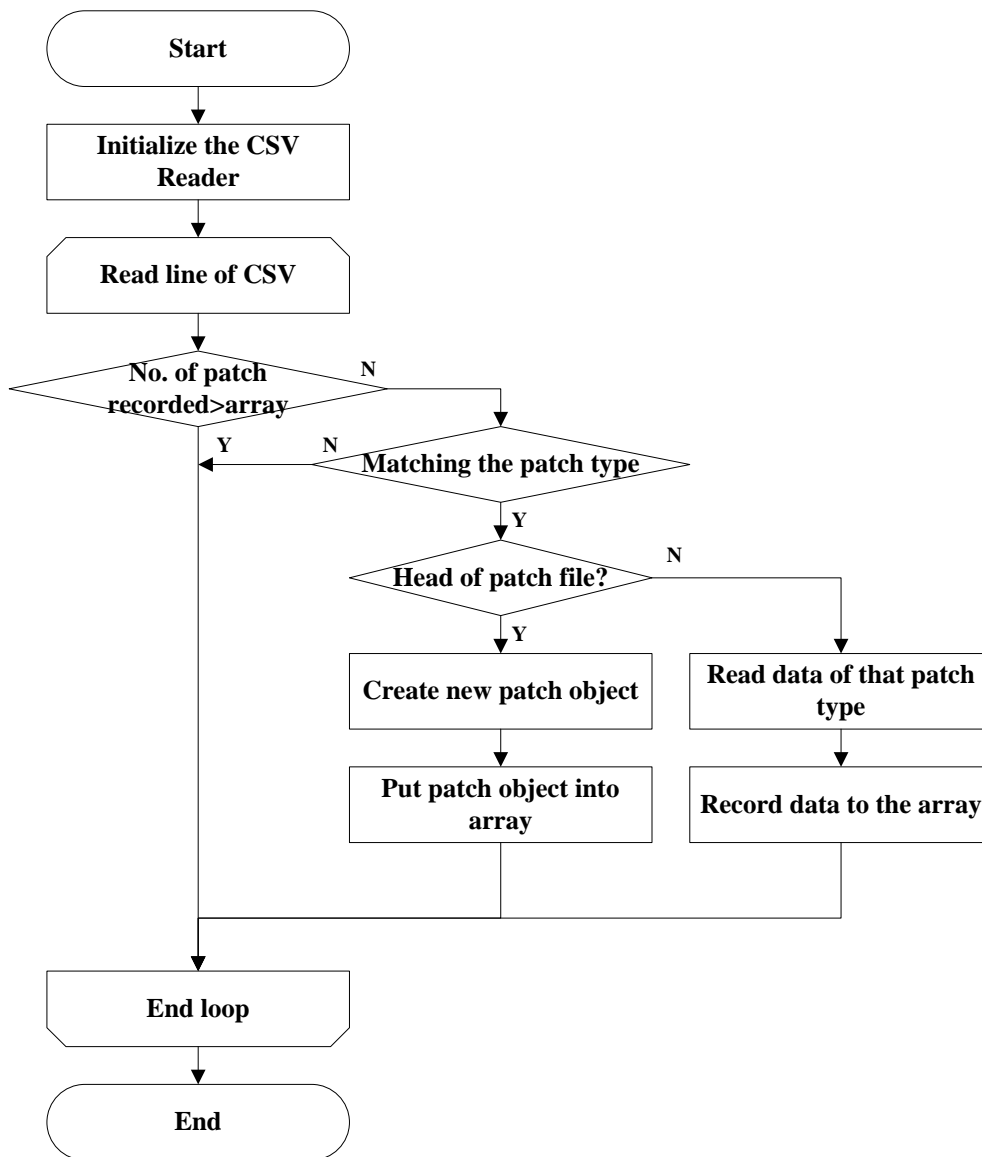 Start
Initialize the CSV
Reader
Read line of CSV
No. of patch
recorded>array
N
Y
N
Matching the patch type
Y
Head of patch file?
N
Y
Create new patch object
Read data of that patch
type
Put patch object into
array
Record data to the array
End loop
End